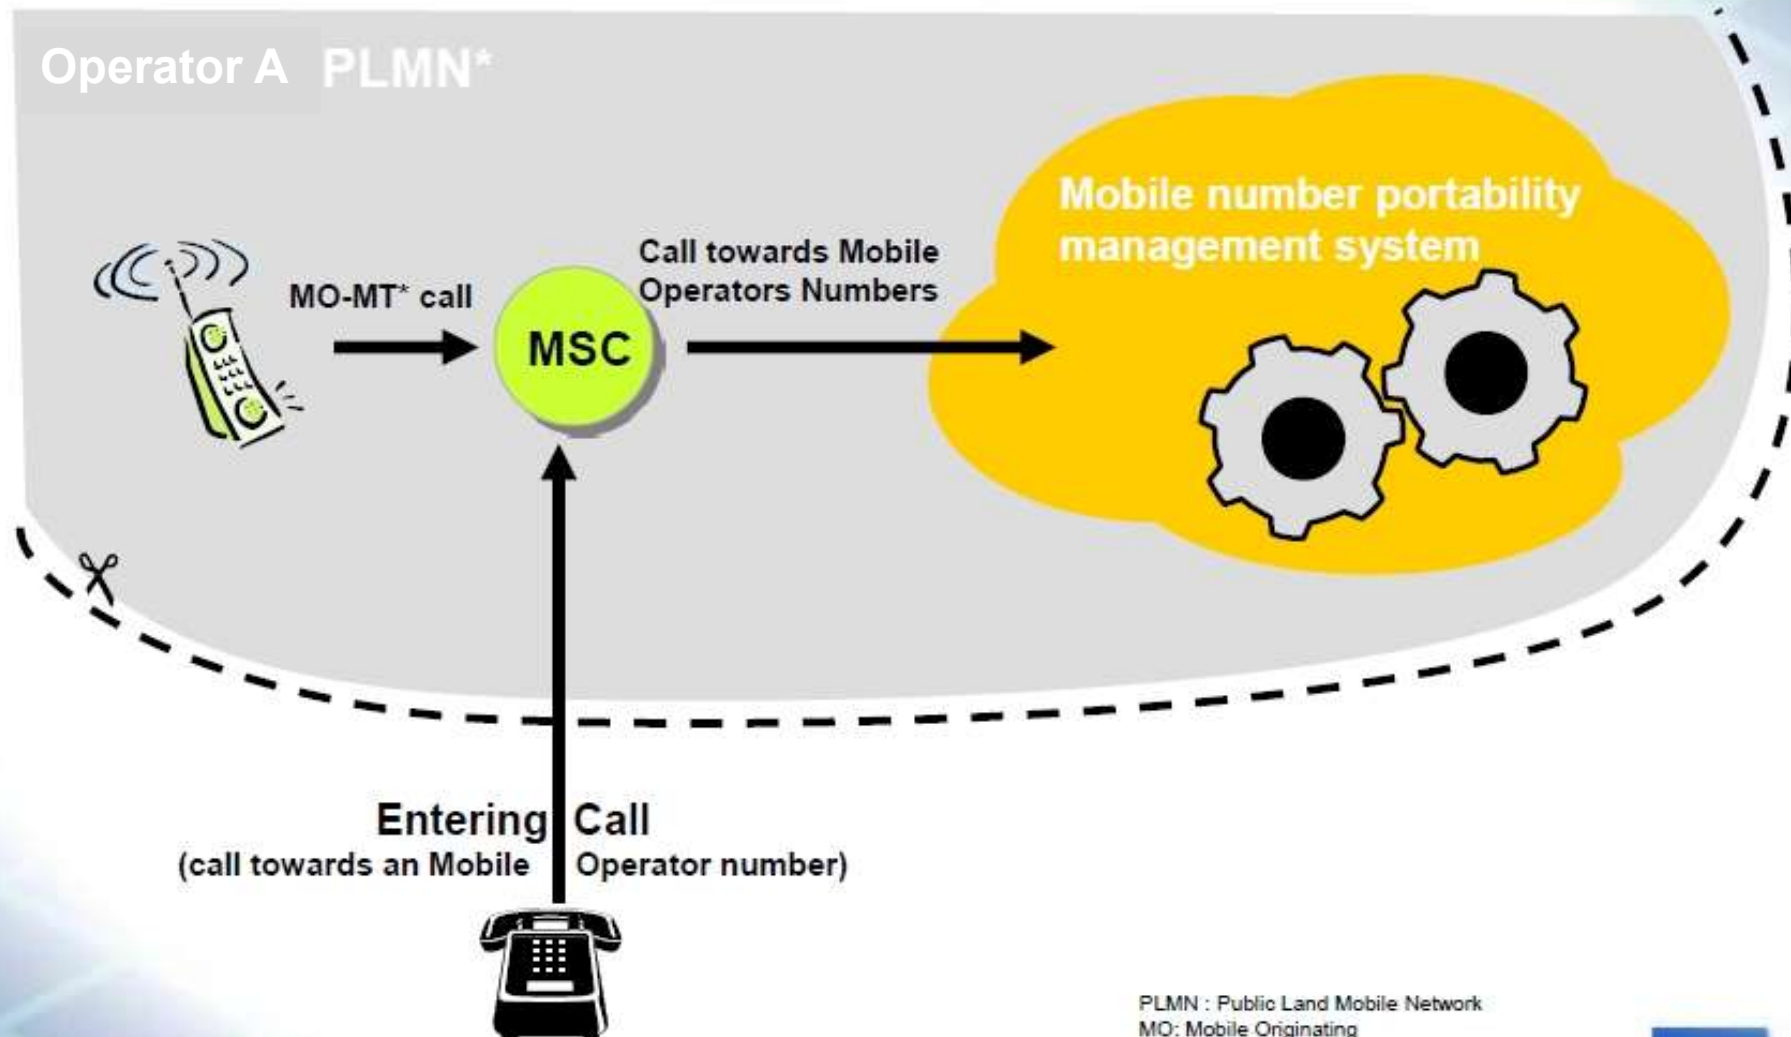 Operator A PLMN*
Mobile number portability
management system
Call towards Mobile
Operators Numbers
MO-MT* call
MSC
Entering Call
(call towards an Mobile Operator number)
PLMN : Public Land Mobile Network
MO: Mobile Originating